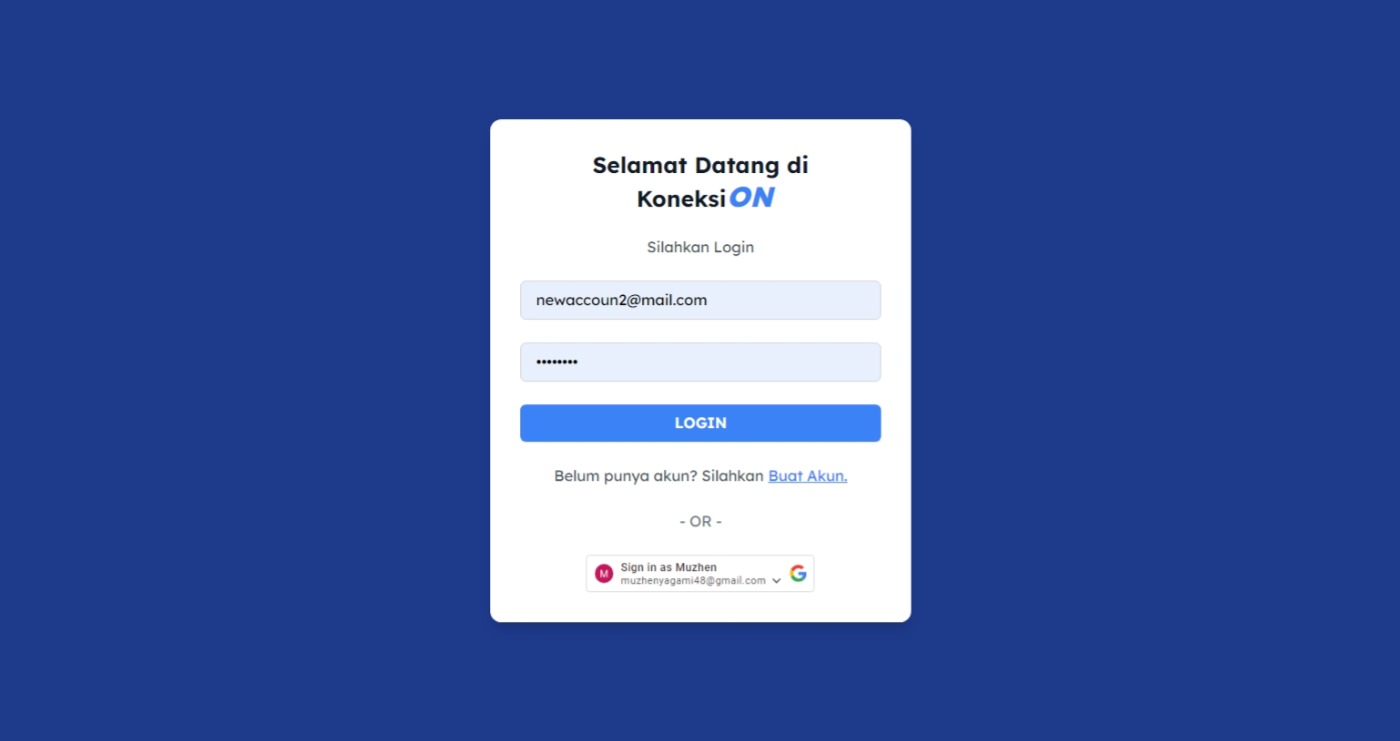 Selamat Datang di
KoneksiON
Silahkan Login
newaccoun2@mail.com
••••••••
LOGIN
Belum punya akun? Silahkan Buat Akun.
- OR -
M
Sign in as Muzhen
muzhenyagami48@gmail.com
G